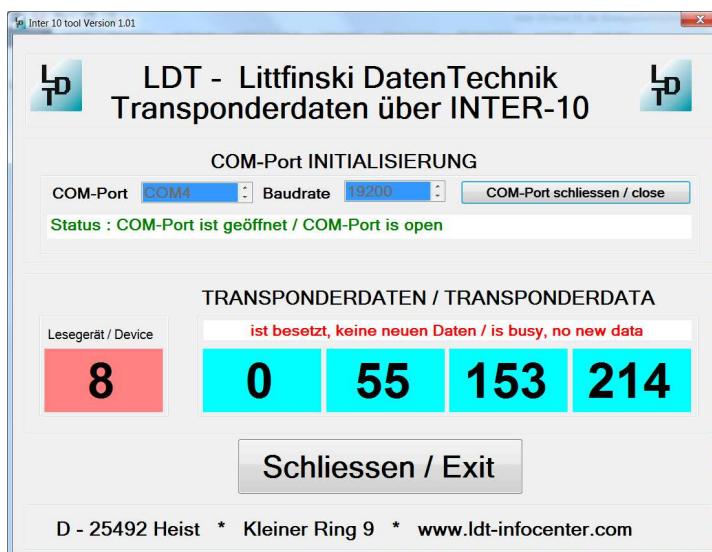 Inter 10 tool Version 1.01
LDT - Littfinski DatenTechnik
Transponderdaten über INTER-10
LDT
LDT
COM-Port INITIALISIERUNG
COM-Port COM4 Baudrate 19200 COM-Port schliessen / close
Status : COM-Port ist geöffnet / COM-Port is open
TRANSPONDERDATEN / TRANSPONDERDATA
Lesegerät / Device
ist besetzt, keine neuen Daten / is busy, no new data
8 0 55 153 214
Schliessen / Exit
D - 25492 Heist * Kleiner Ring 9 * www.ldt-infocenter.com